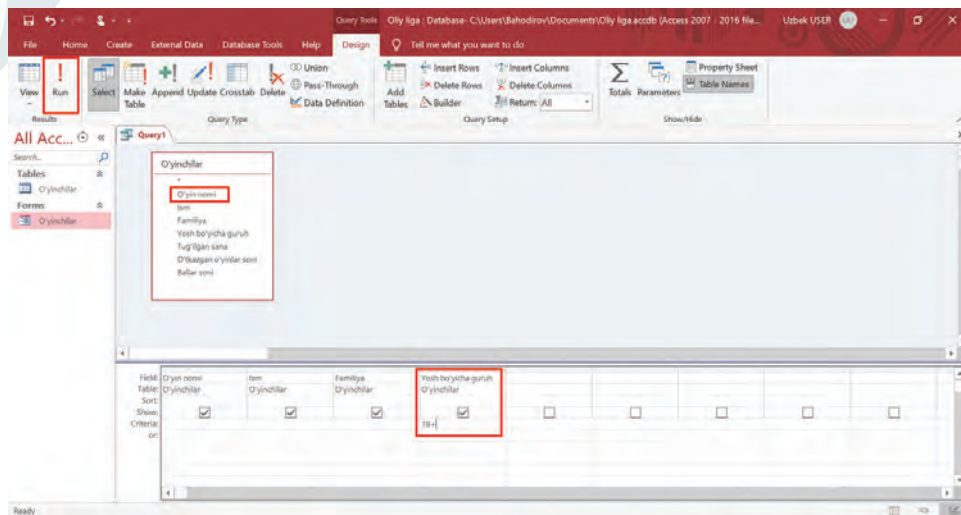 Query Tools Oliy liga : Database- C:\Users\Bahodirov\Documents\Oliy liga.accdb (Access 2007 - 2016 file... Uzbek USER
File Home Create External Data Database Tools Help Design Tell me what you want to do
View Run Select Make Table Append Update Crosstab Delete
Union
Pass-Through
Data Definition
Add Tables
Insert Rows
Delete Rows
Builder
Insert Columns
Delete Columns
Return: All
Totals Parameters
Property Sheet
Table Names
Results Query Type Query Setup Show/Hide
All Acc...
Search..
Tables
O'yinchilar
Forms
O'yinchilar
Query1
O'yinchilar
*
O'yin nomi
Ism
Familiya
Yosh bo'yicha guruh
Tug'ilgan sana
O'tkazgan o'yinlar soni
Ballar soni
Field: O'yin nomi Ism Familiya Yosh bo'yicha guruh
Table: O'yinchilar O'yinchilar O'yinchilar O'yinchilar
Sort:
Show:
Criteria: 18+
or:
Ready